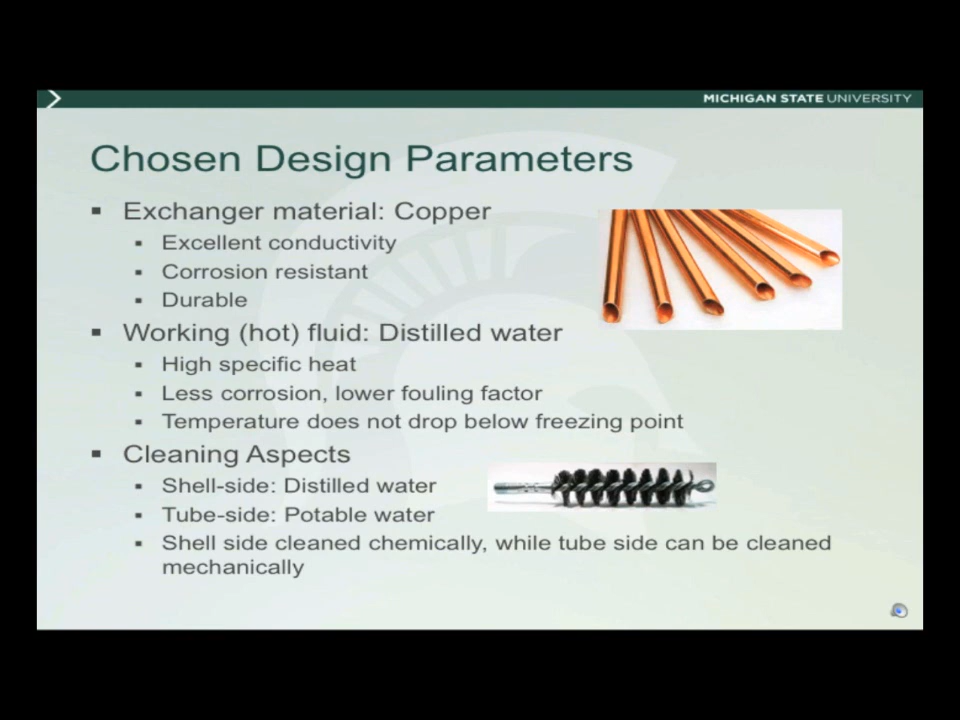 MICHIGAN STATE UNIVERSITY
Chosen Design Parameters
▪ Exchanger material: Copper
▪ Excellent conductivity
▪ Corrosion resistant
▪ Durable
▪ Working (hot) fluid: Distilled water
▪ High specific heat
▪ Less corrosion, lower fouling factor
▪ Temperature does not drop below freezing point
▪ Cleaning Aspects
▪ Shell-side: Distilled water
▪ Tube-side: Potable water
▪ Shell side cleaned chemically, while tube side can be cleaned
mechanically